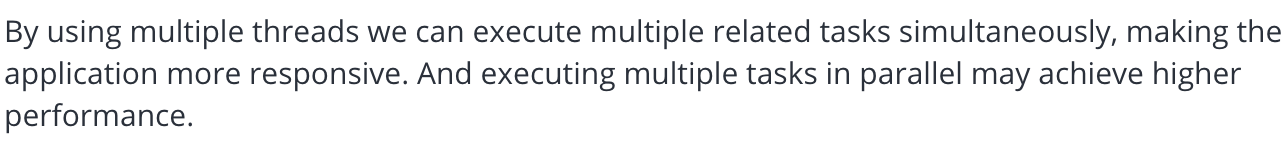 By using multiple threads we can execute multiple related tasks simultaneously, making the
application more responsive. And executing multiple tasks in parallel may achieve higher
performance.